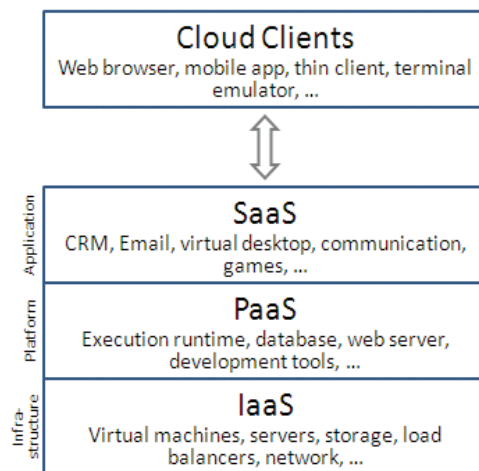 Cloud Clients
Web browser, mobile app, thin client, terminal
emulator, ...
Application
SaaS
CRM, Email, virtual desktop, communication,
games, ...
Platform
PaaS
Execution runtime, database, web server,
development tools, ...
Infra-
structure
IaaS
Virtual machines, servers, storage, load
balancers, network, ...